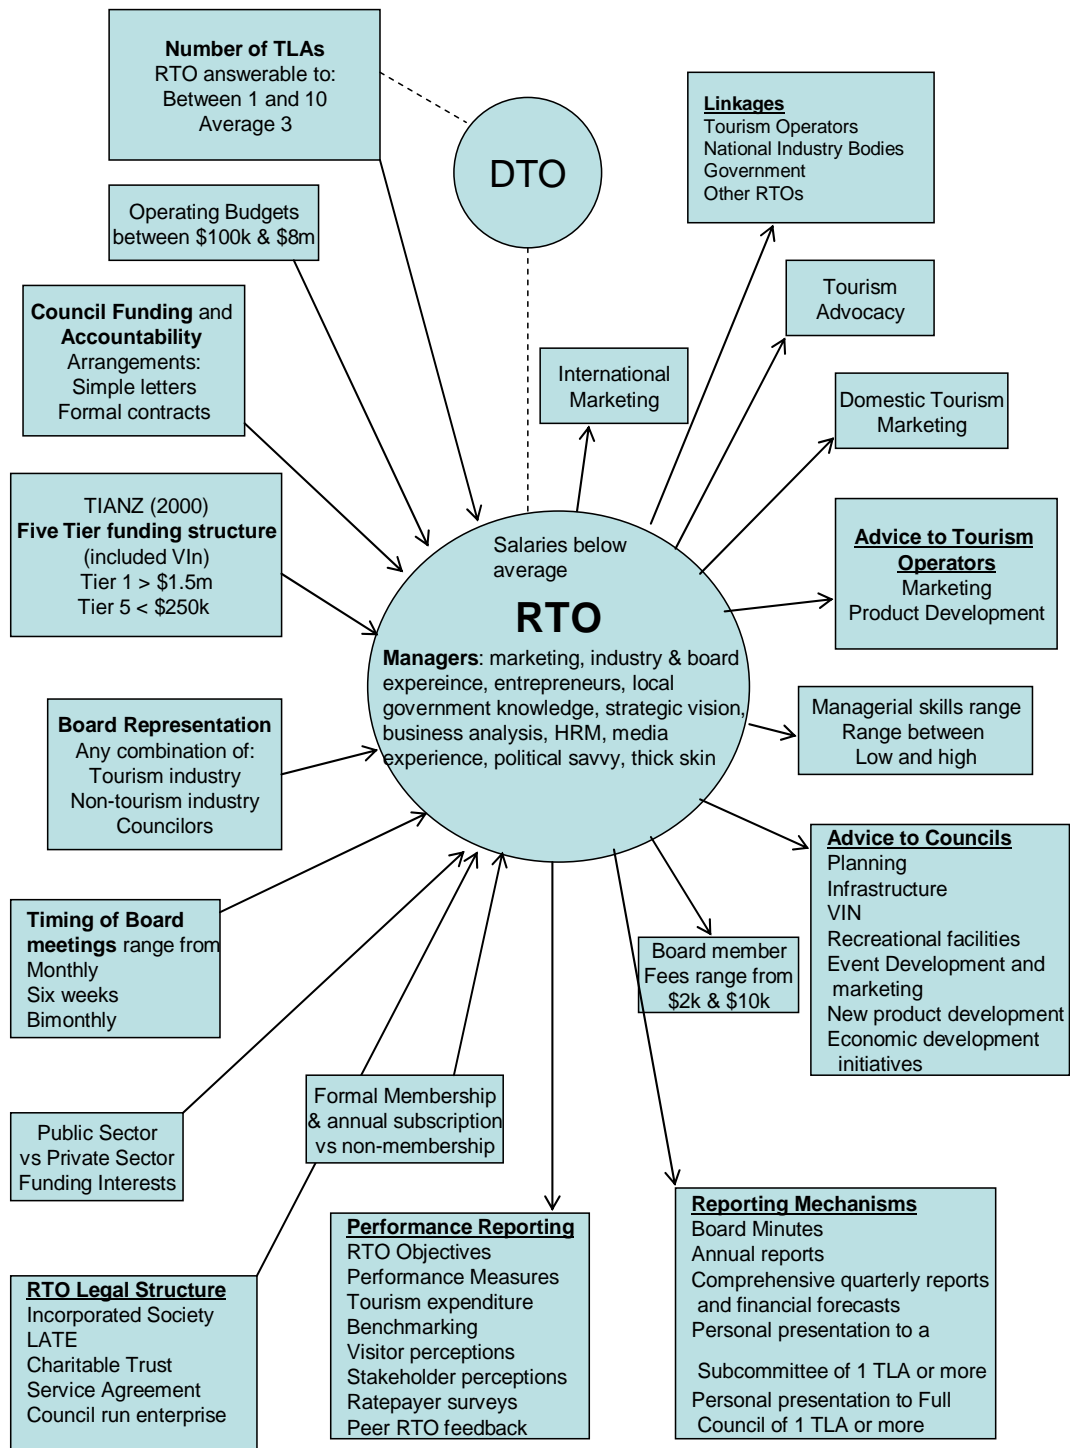 Number of TLAs
RTO answerable to:
Between 1 and 10
Average 3
DTO
Linkages
Tourism Operators
National Industry Bodies
Government
Other RTOs
Operating Budgets
between $100k & $8m
Tourism
Advocacy
Council Funding and
Accountability
Arrangements:
Simple letters
Formal contracts
International
Marketing
Domestic Tourism
Marketing
TIANZ (2000)
Five Tier funding structure
(included VIn)
Tier 1 > $1.5m
Tier 5 < $250k
Advice to Tourism
Operators
Marketing
Product Development
Salaries below
average
RTO
Managers: marketing, industry & board
expereince, entrepreneurs, local
government knowledge, strategic vision,
business analysis, HRM, media
experience, political savvy, thick skin
Board Representation
Any combination of:
Tourism industry
Non-tourism industry
Councilors
Managerial skills range
Range between
Low and high
Advice to Councils
Planning
Infrastructure
VIN
Recreational facilities
Event Development and
marketing
New product development
Economic development
initiatives
Timing of Board
meetings range from
Monthly
Six weeks
Bimonthly
Board member
Fees range from
$2k & $10k
Formal Membership
& annual subscription
vs non-membership
Public Sector
vs Private Sector
Funding Interests
RTO Legal Structure
Incorporated Society
LATE
Charitable Trust
Service Agreement
Council run enterprise
Performance Reporting
RTO Objectives
Performance Measures
Tourism expenditure
Benchmarking
Visitor perceptions
Stakeholder perceptions
Ratepayer surveys
Peer RTO feedback
Reporting Mechanisms
Board Minutes
Annual reports
Comprehensive quarterly reports
and financial forecasts
Personal presentation to a
Subcommittee of 1 TLA or more
Personal presentation to Full
Council of 1 TLA or more